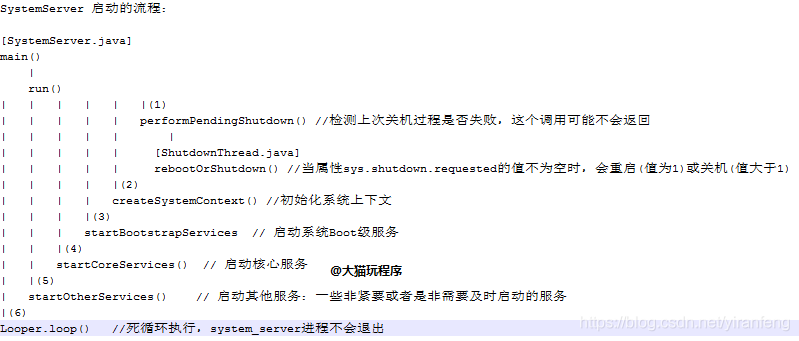 SystemServer 启动的流程:
[SystemServer.java]
main()
|
run()
| | | | | |(1)
| | | | | performPendingShutdown() //检测上次关机过程是否失败，这个调用可能不会返回
| | | | | |
| | | | | [ShutdownThread.java]
| | | | | rebootOrShutdown() //当属性sys.shutdown.requested的值不为空时，会重启(值为1)或关机(值大于1)
| | | | |(2)
| | | | createSystemContext() //初始化系统上下文
| | | |(3)
| | | startBootstrapServices // 启动系统Boot级服务
| | |(4)
| | startCoreServices() // 启动核心服务
@大猫玩程序
| |(5)
| startOtherServices() // 启动其他服务：一些非紧要或者是非需要及时启动的服务
|(6)
Looper.loop() //死循环执行，system_server进程不会退出
https://blog.csdn.net/yiranfeng